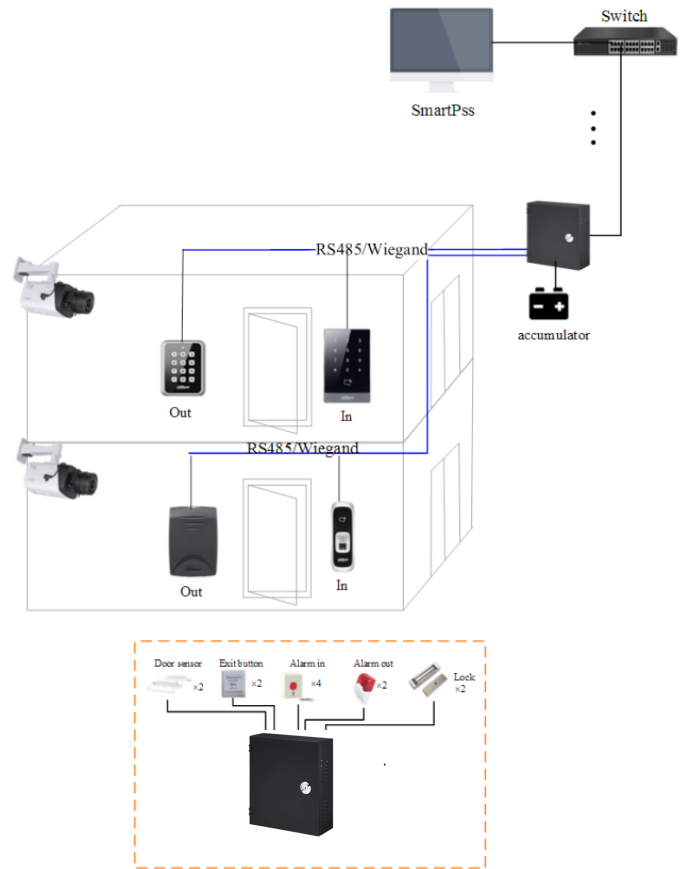 Switch
SmartPss
RS485/Wiegand
accumulator
Out
In
RS485/Wiegand
Out
In
Door sensor
×2
Exit button
×2
Alarm in
×4
Alarm out
×2
Lock
×2